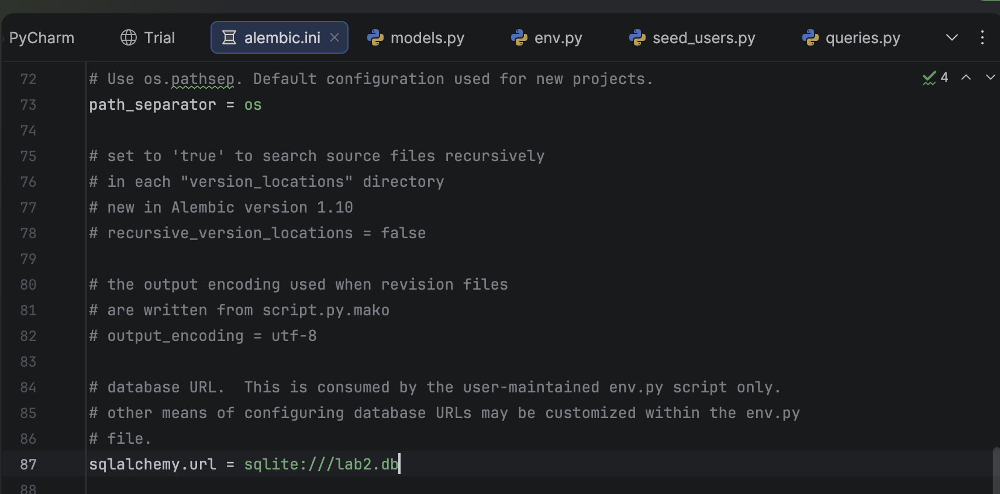 PyCharm Trial alembic.ini models.py env.py seed_users.py queries.py
72 # Use os.pathsep. Default configuration used for new projects. 4
73 path_separator = os
74
75 # set to 'true' to search source files recursively
76 # in each "version_locations" directory
77 # new in Alembic version 1.10
78 # recursive_version_locations = false
79
80 # the output encoding used when revision files
81 # are written from script.py.mako
82 # output_encoding = utf-8
83
84 # database URL.  This is consumed by the user-maintained env.py script only.
85 # other means of configuring database URLs may be customized within the env.py
86 # file.
87 sqlalchemy.url = sqlite:///lab2.db
88